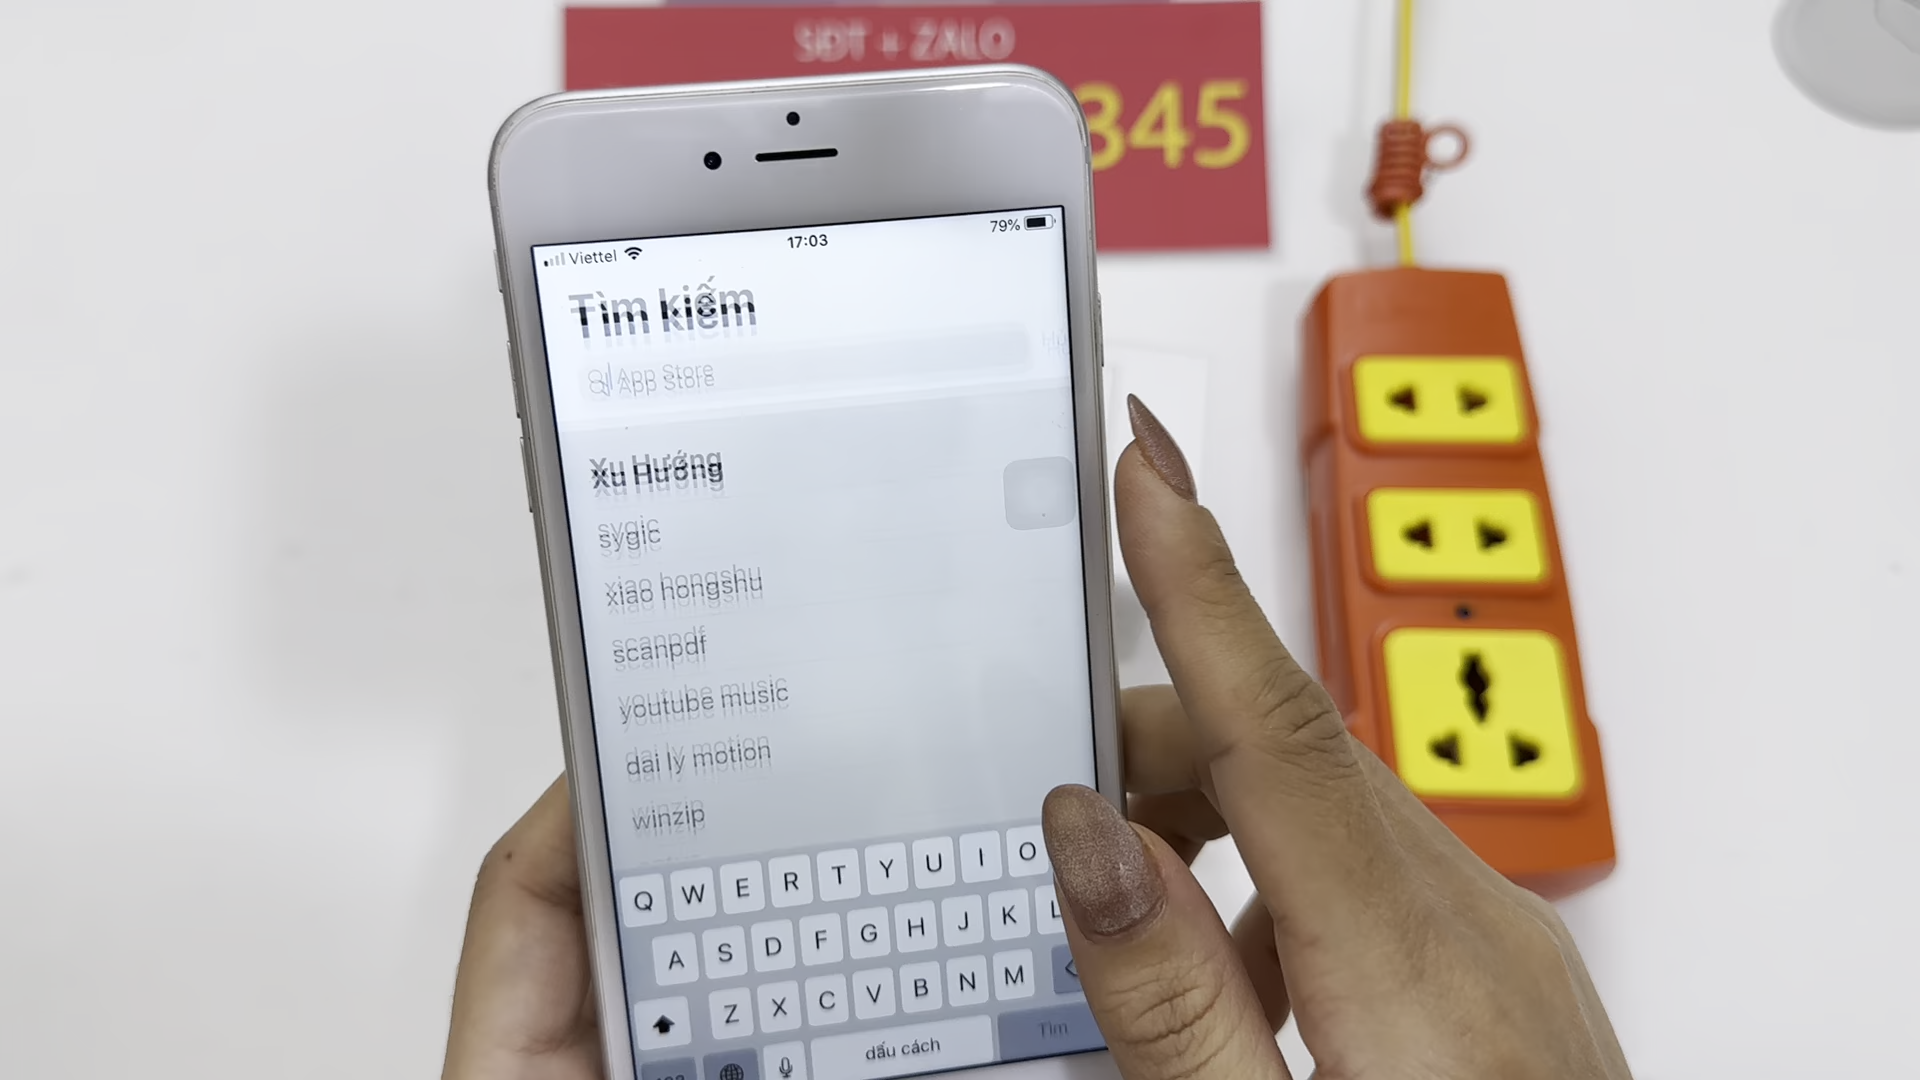 SĐT + ZALO
845
Viettel 17:03 79%
Tìm kiếm
App Store
Xu Hướng
sygic
xiao hongshu
scanpdf
youtube music
dai ly motion
winzip
Q W E R T Y U I O
A S D F G H J K L
Z X C V B N M
dấu cách Tìm